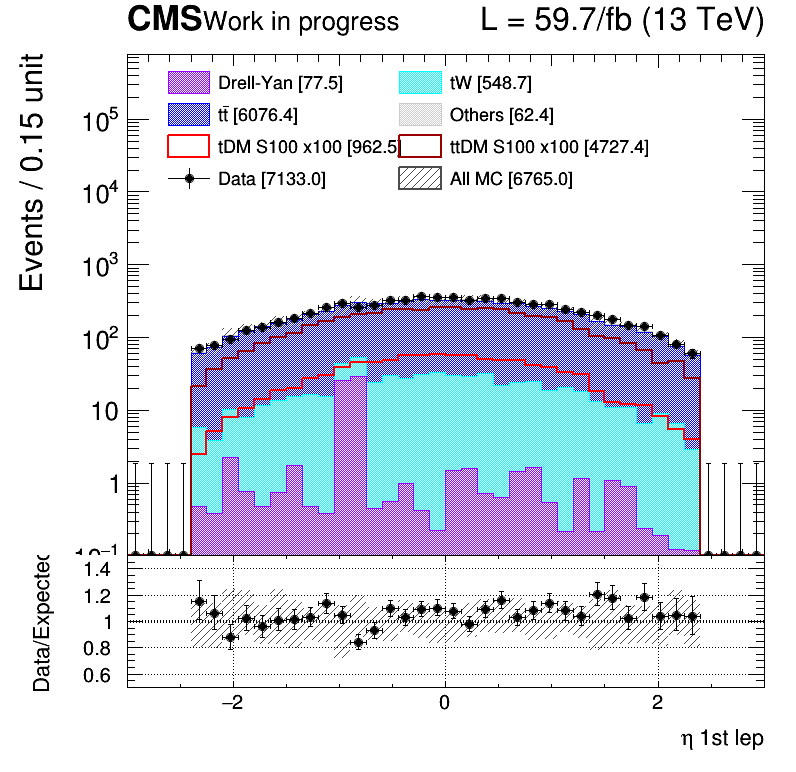 CMS Work in progress L = 59.7/fb (13 TeV)
Events / 0.15 unit
Drell-Yan [77.5] tW [548.7]
tt̄ [6076.4] Others [62.4]
tDM S100 x100 [962.5] ttDM S100 x100 [4727.4]
Data [7133.0] All MC [6765.0]
10⁵
10⁴
10³
10²
10
1
10⁻¹
Data/Expected
1.4
1.2
1
0.8
0.6
−2 0 2
η 1st lep